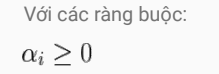 Với các ràng buộc:
αᵢ ≥ 0